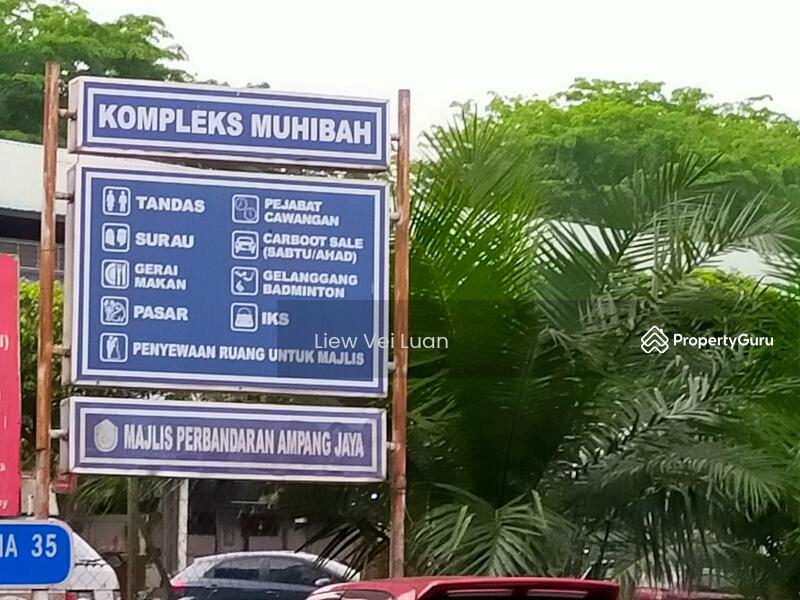 KOMPLEKS MUHIBAH
TANDAS
SURAU
GERAI
MAKAN
PASAR
PEJABAT
CAWANGAN
CARBOOT SALE
(SABTU/AHAD)
GELANGGANG
BADMINTON
IKS
PENYEWAAN RUANG UNTUK MAJLIS
Liew Vei Luan
PropertyGuru
MAJLIS PERBANDARAN AMPANG JAYA
35